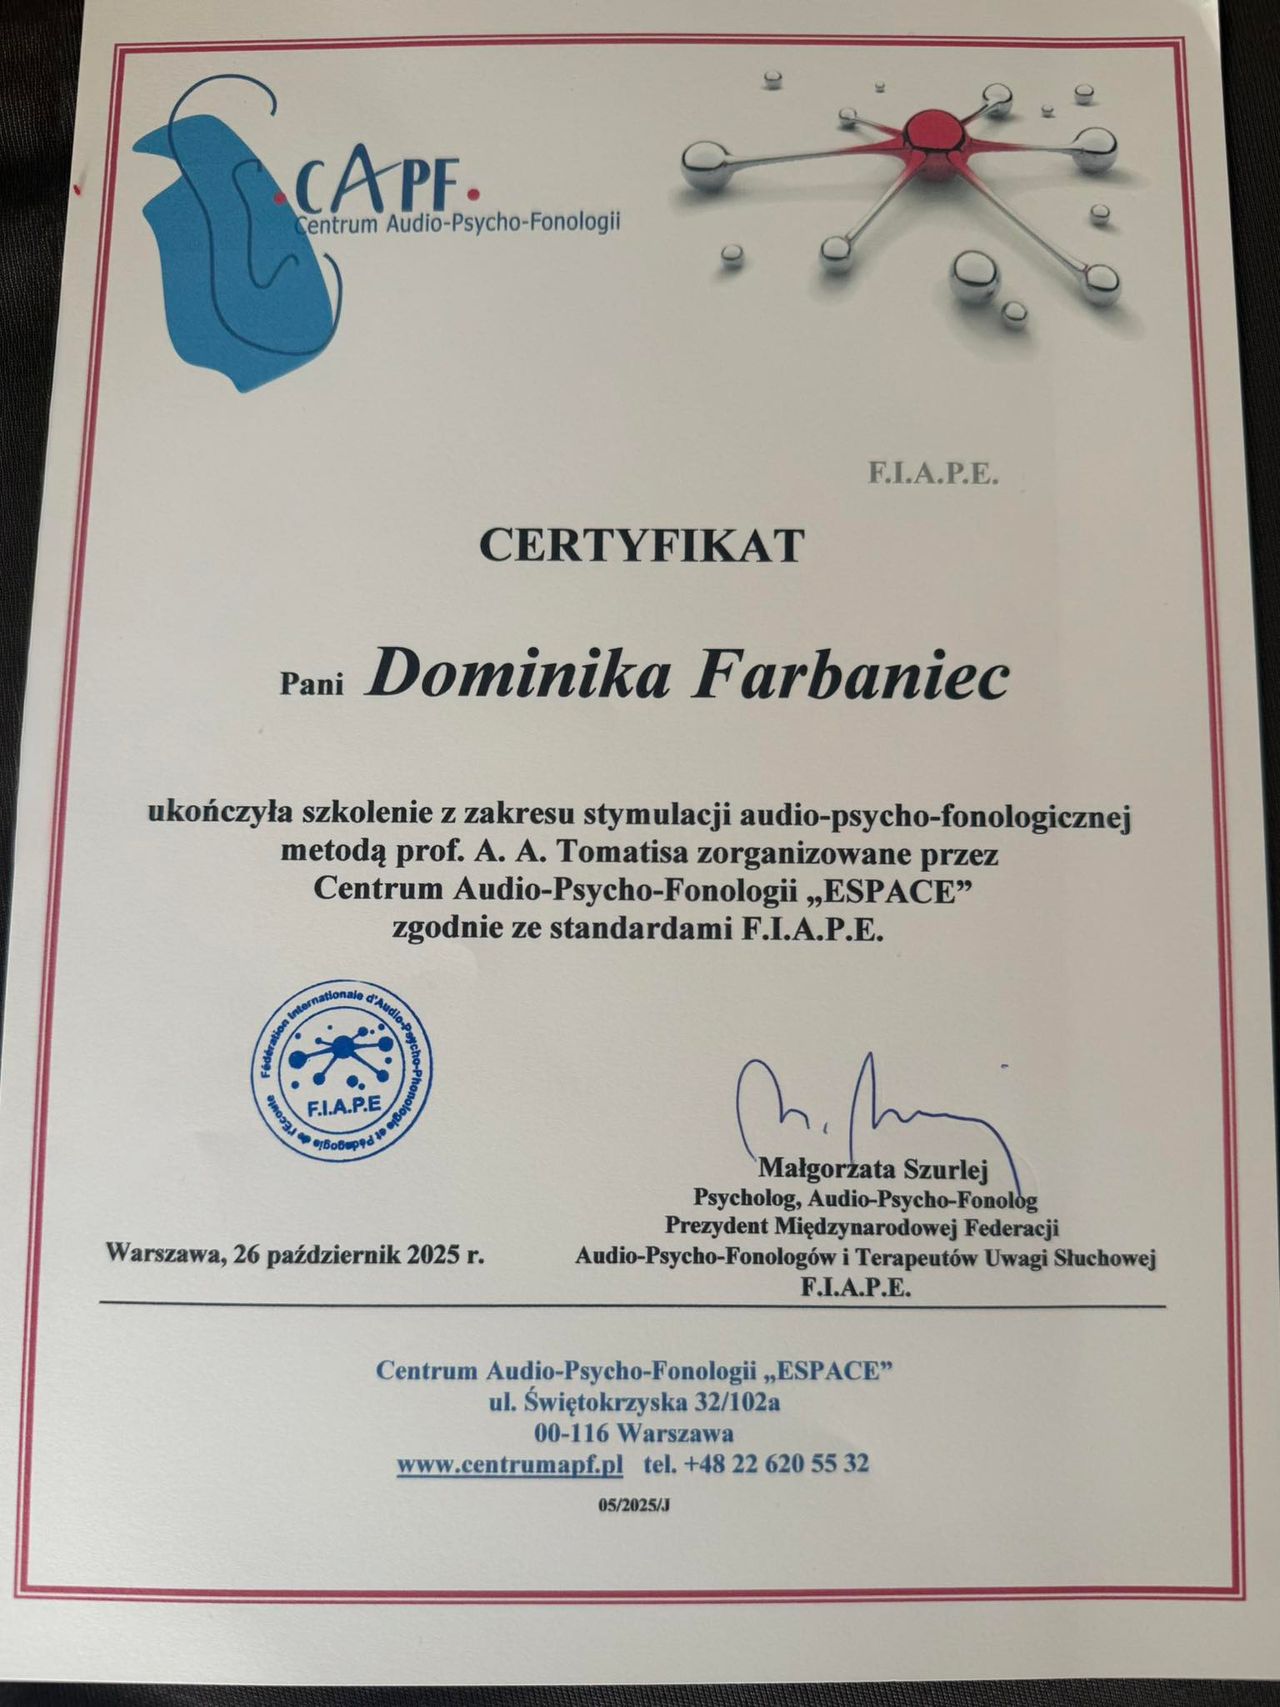 CAPF.
Centrum Audio-Psycho-Fonologii
F.I.A.P.E.
CERTYFIKAT
Pani Dominika Farbaniec
ukończyła szkolenie z zakresu stymulacji audio-psycho-fonologicznej
metodą prof. A. A. Tomatisa zorganizowane przez
Centrum Audio-Psycho-Fonologii „ESPACE”
zgodnie ze standardami F.I.A.P.E.
Fédération Internationale d'Audio-Psycho-Phonologie et Pédagogie de l'Ecoute
F.I.A.P.E
Małgorzata Szurlej
Psycholog, Audio-Psycho-Fonolog
Prezydent Międzynarodowej Federacji
Audio-Psycho-Fonologów i Terapeutów Uwagi Słuchowej
F.I.A.P.E.
Warszawa, 26 październik 2025 r.
Centrum Audio-Psycho-Fonologii „ESPACE”
ul. Świętokrzyska 32/102a
00-116 Warszawa
www.centrumapf.pl tel. +48 22 620 55 32
05/2025/J